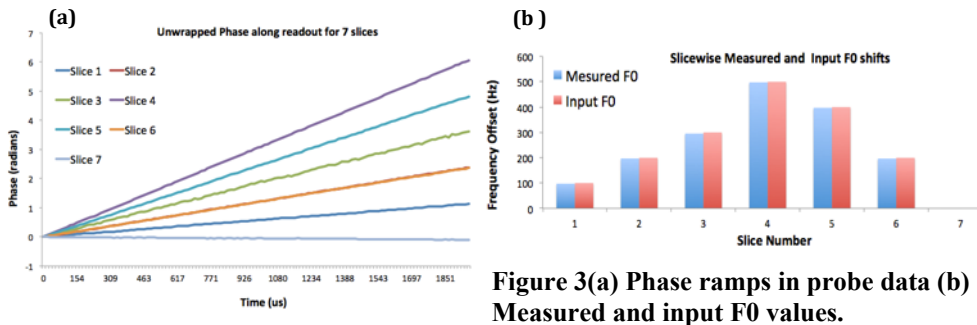 (a)
Unwrapped Phase along readout for 7 slices
7
6
5
4
3
2
1
0
-1
Phase (radians)
Slice 1
Slice 2
Slice 3
Slice 4
Slice 5
Slice 6
Slice 7
0 154 309 463 617 771 926 1080 1234 1388 1543 1697 1851
Time (us)
(b)
Slicewise Measured and Input F0 shifts
600
500
400
300
200
100
0
Frequency Offset (Hz)
Mesured F0
Input F0
1 2 3 4 5 6 7
Slice Number
Figure 3(a) Phase ramps in probe data (b)
Measured and input F0 values.